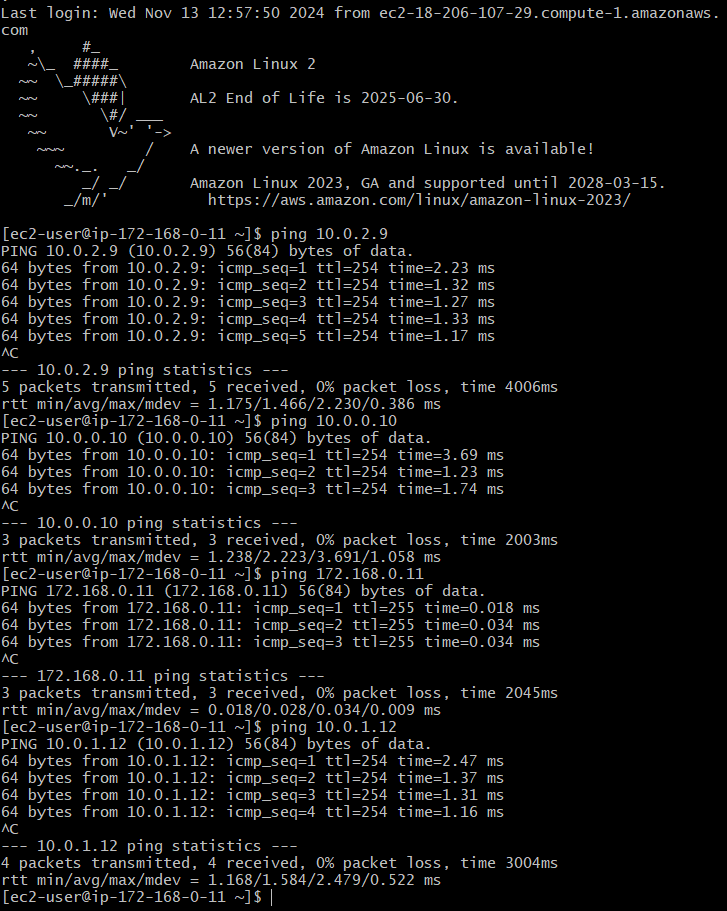 Last login: Wed Nov 13 12:57:50 2024 from ec2-18-206-107-29.compute-1.amazonaws.
com
   ,     #_
   ~\_  ####_        Amazon Linux 2
  ~~  \_#####\
  ~~     \###|       AL2 End of Life is 2025-06-30.
  ~~       \#/ ___
   ~~       V~' '->
    ~~~         /    A newer version of Amazon Linux is available!
      ~~._.   _/
         _/ _/       Amazon Linux 2023, GA and supported until 2028-03-15.
       _/m/'           https://aws.amazon.com/linux/amazon-linux-2023/

[ec2-user@ip-172-168-0-11 ~]$ ping 10.0.2.9
PING 10.0.2.9 (10.0.2.9) 56(84) bytes of data.
64 bytes from 10.0.2.9: icmp_seq=1 ttl=254 time=2.23 ms
64 bytes from 10.0.2.9: icmp_seq=2 ttl=254 time=1.32 ms
64 bytes from 10.0.2.9: icmp_seq=3 ttl=254 time=1.27 ms
64 bytes from 10.0.2.9: icmp_seq=4 ttl=254 time=1.33 ms
64 bytes from 10.0.2.9: icmp_seq=5 ttl=254 time=1.17 ms
^C
--- 10.0.2.9 ping statistics ---
5 packets transmitted, 5 received, 0% packet loss, time 4006ms
rtt min/avg/max/mdev = 1.175/1.466/2.230/0.386 ms
[ec2-user@ip-172-168-0-11 ~]$ ping 10.0.0.10
PING 10.0.0.10 (10.0.0.10) 56(84) bytes of data.
64 bytes from 10.0.0.10: icmp_seq=1 ttl=254 time=3.69 ms
64 bytes from 10.0.0.10: icmp_seq=2 ttl=254 time=1.23 ms
64 bytes from 10.0.0.10: icmp_seq=3 ttl=254 time=1.74 ms
^C
--- 10.0.0.10 ping statistics ---
3 packets transmitted, 3 received, 0% packet loss, time 2003ms
rtt min/avg/max/mdev = 1.238/2.223/3.691/1.058 ms
[ec2-user@ip-172-168-0-11 ~]$ ping 172.168.0.11
PING 172.168.0.11 (172.168.0.11) 56(84) bytes of data.
64 bytes from 172.168.0.11: icmp_seq=1 ttl=255 time=0.018 ms
64 bytes from 172.168.0.11: icmp_seq=2 ttl=255 time=0.034 ms
64 bytes from 172.168.0.11: icmp_seq=3 ttl=255 time=0.034 ms
^C
--- 172.168.0.11 ping statistics ---
3 packets transmitted, 3 received, 0% packet loss, time 2045ms
rtt min/avg/max/mdev = 0.018/0.028/0.034/0.009 ms
[ec2-user@ip-172-168-0-11 ~]$ ping 10.0.1.12
PING 10.0.1.12 (10.0.1.12) 56(84) bytes of data.
64 bytes from 10.0.1.12: icmp_seq=1 ttl=254 time=2.47 ms
64 bytes from 10.0.1.12: icmp_seq=2 ttl=254 time=1.37 ms
64 bytes from 10.0.1.12: icmp_seq=3 ttl=254 time=1.31 ms
64 bytes from 10.0.1.12: icmp_seq=4 ttl=254 time=1.16 ms
^C
--- 10.0.1.12 ping statistics ---
4 packets transmitted, 4 received, 0% packet loss, time 3004ms
rtt min/avg/max/mdev = 1.168/1.584/2.479/0.522 ms
[ec2-user@ip-172-168-0-11 ~]$